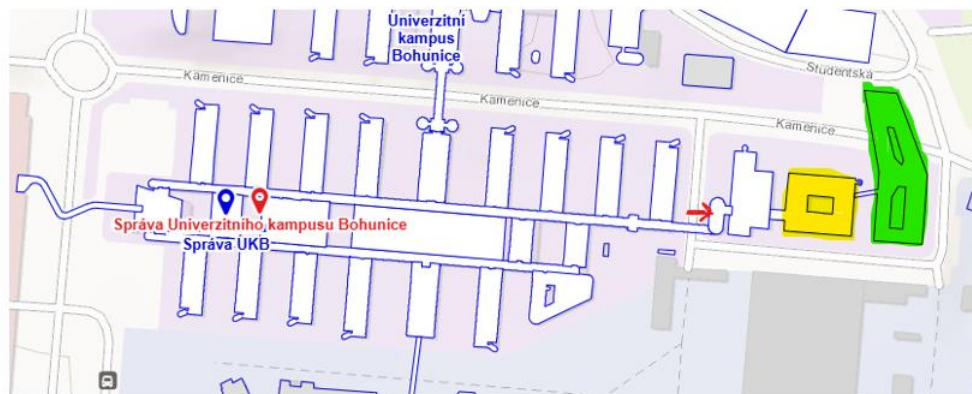 Univerzitní
kampus
Bohunice
Studentská
Kamenice
Kamenice
Kamenice
Správa Univerzitního kampusu Bohunice
Správa UKB